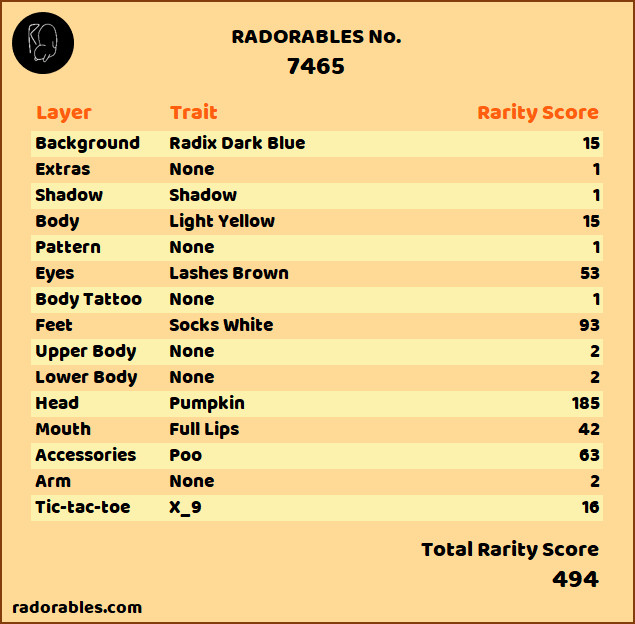 RADORABLES No.
7465
Layer Trait Rarity Score
Background Radix Dark Blue 15
Extras None 1
Shadow Shadow 1
Body Light Yellow 15
Pattern None 1
Eyes Lashes Brown 53
Body Tattoo None 1
Feet Socks White 93
Upper Body None 2
Lower Body None 2
Head Pumpkin 185
Mouth Full Lips 42
Accessories Poo 63
Arm None 2
Tic-tac-toe X_9 16
Total Rarity Score
494
radorables.com